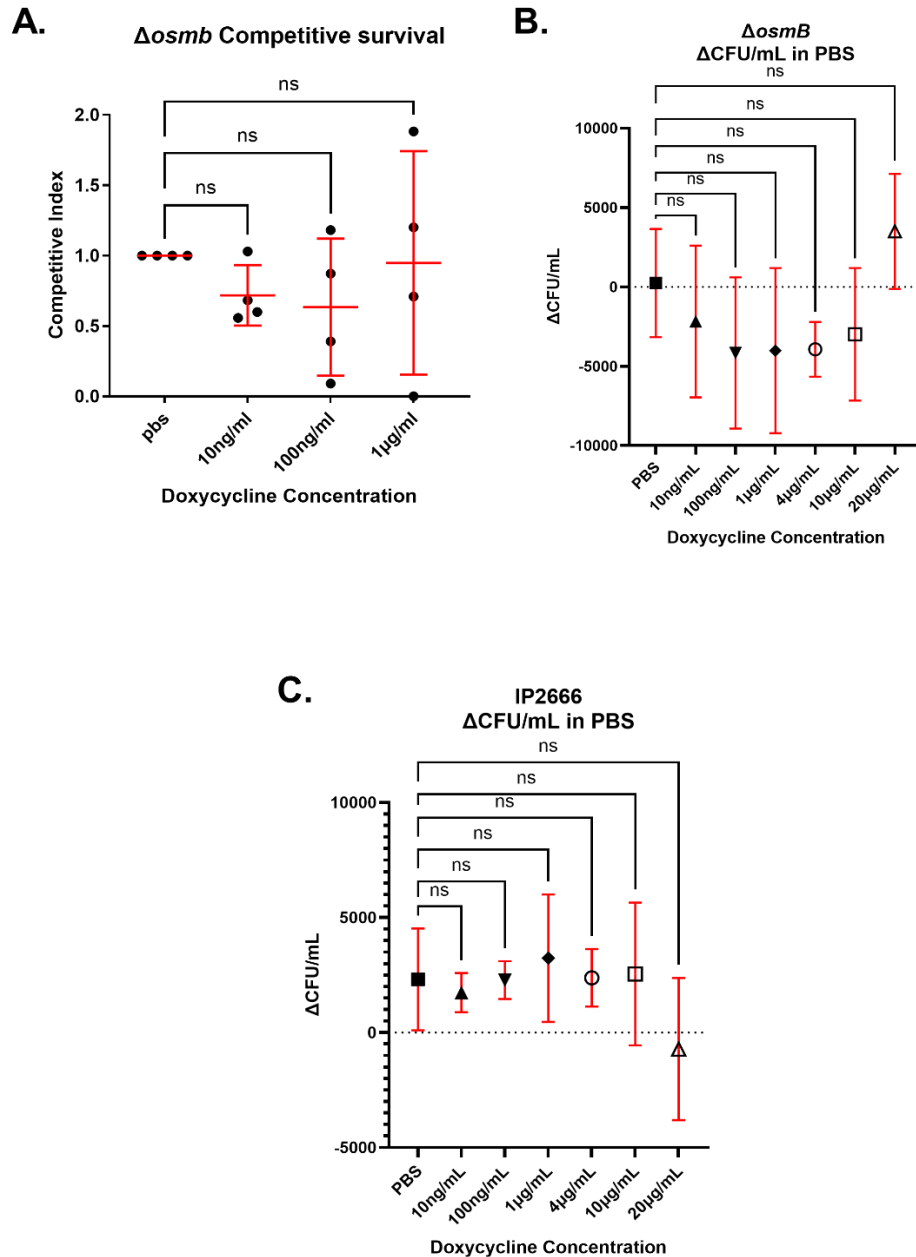 A.
Δosmb Competitive survival
ns
ns
ns
2.0
1.5
1.0
0.5
0.0
Competitive Index
pbs
10ng/ml
100ng/ml
1µg/ml
Doxycycline Concentration
B.
ΔosmB
ΔCFU/mL in PBS
ns
ns
ns
ns
ns
ns
10000
5000
0
-5000
-10000
ΔCFU/mL
PBS
10ng/mL
100ng/mL
1µg/mL
4µg/mL
10µg/mL
20µg/mL
Doxycycline Concentration
C.
IP2666
ΔCFU/mL in PBS
ns
ns
ns
ns
ns
ns
10000
5000
0
-5000
ΔCFU/mL
PBS
10ng/mL
100ng/mL
1µg/mL
4µg/mL
10µg/mL
20µg/mL
Doxycycline Concentration